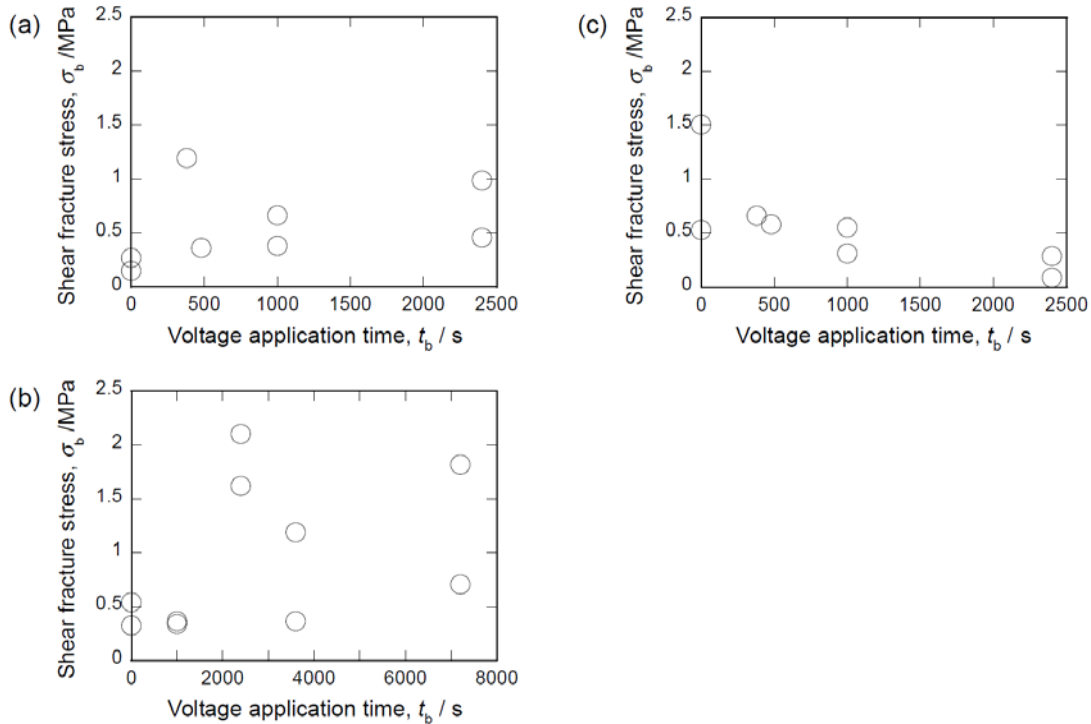 (a)
Shear fracture stress, σb /MPa
2.5
2
1.5
1
0.5
0
0 500 1000 1500 2000 2500
Voltage application time, tb / s
(c)
Shear fracture stress, σb /MPa
2.5
2
1.5
1
0.5
0
0 500 1000 1500 2000 2500
Voltage application time, tb / s
(b)
Shear fracture stress, σb /MPa
2.5
2
1.5
1
0.5
0
0 2000 4000 6000 8000
Voltage application time, tb / s